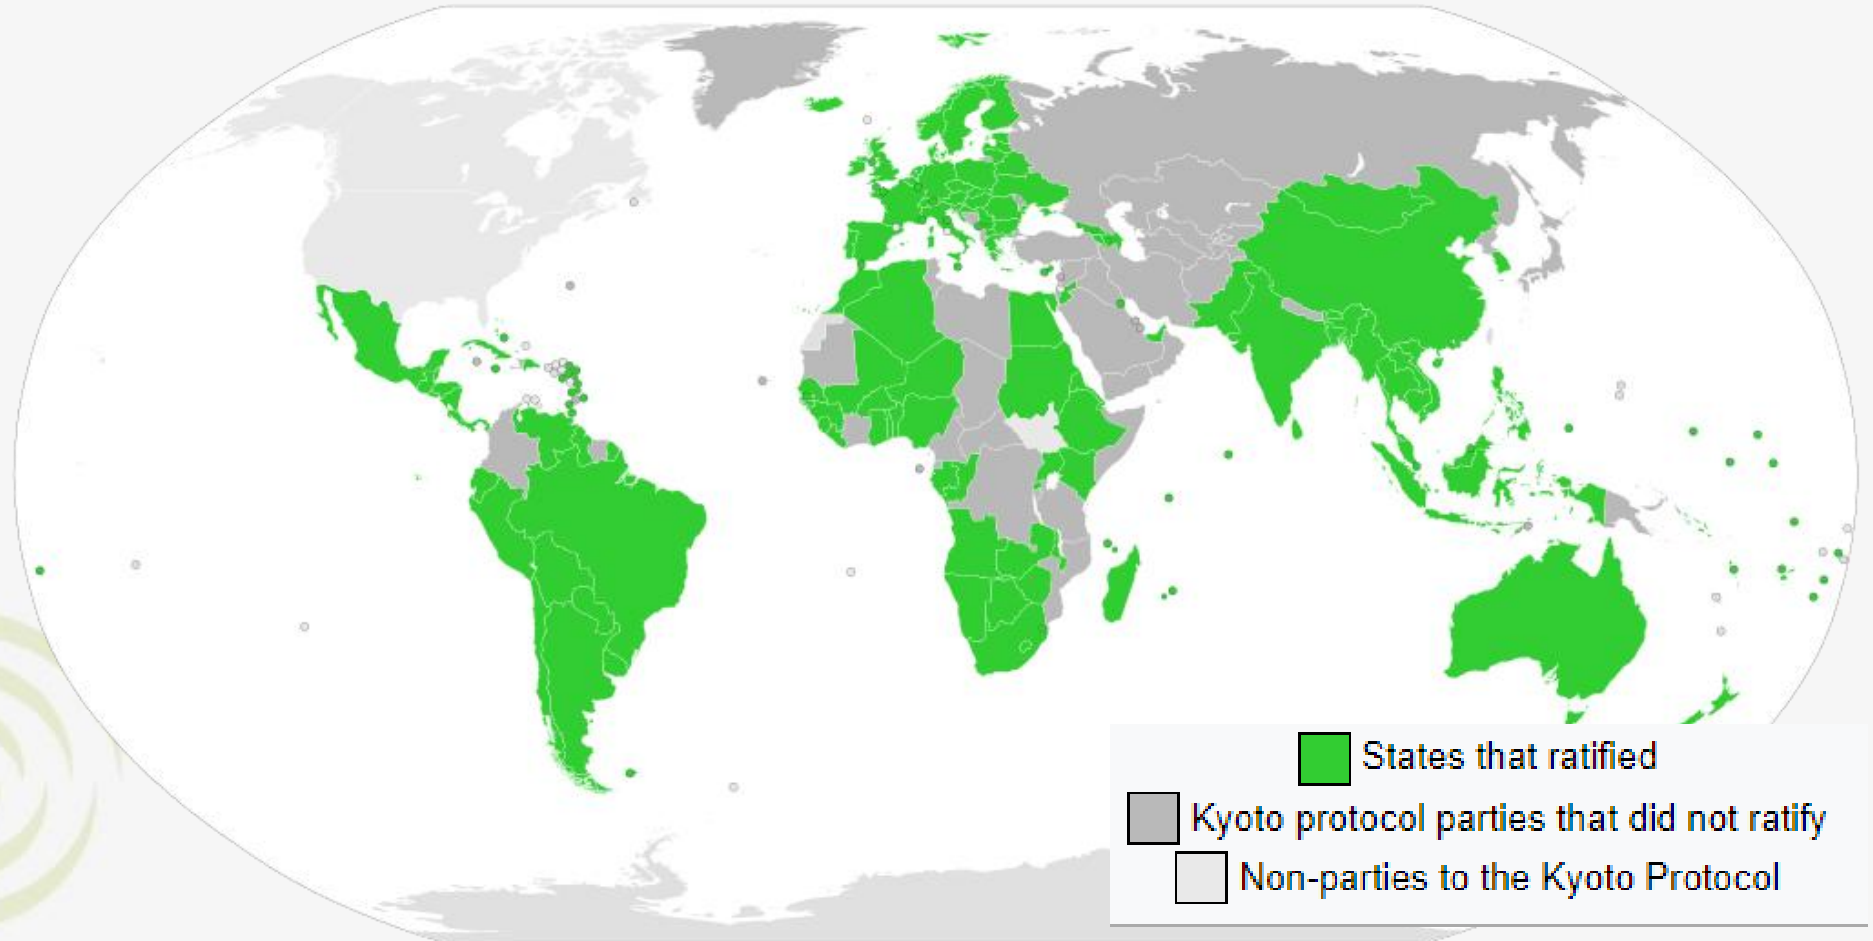 States that ratified
Kyoto protocol parties that did not ratify
Non-parties to the Kyoto Protocol